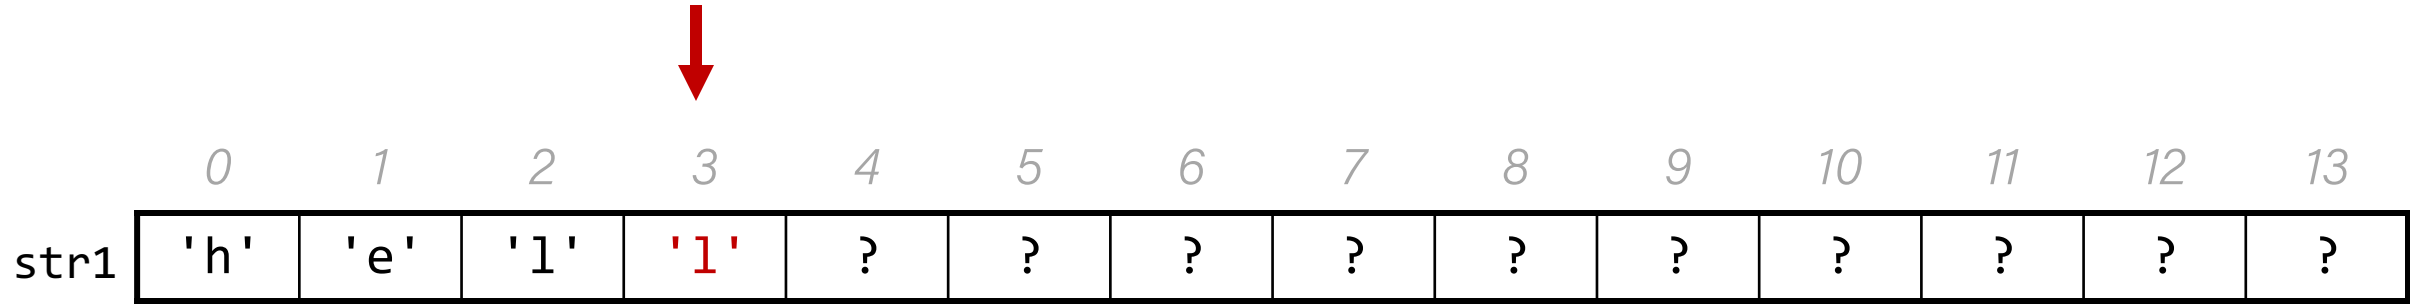 0 1 2 3 4 5 6 7 8 9 10 11 12 13
str1 'h' 'e' 'l' 'l' ? ? ? ? ? ? ? ? ? ?